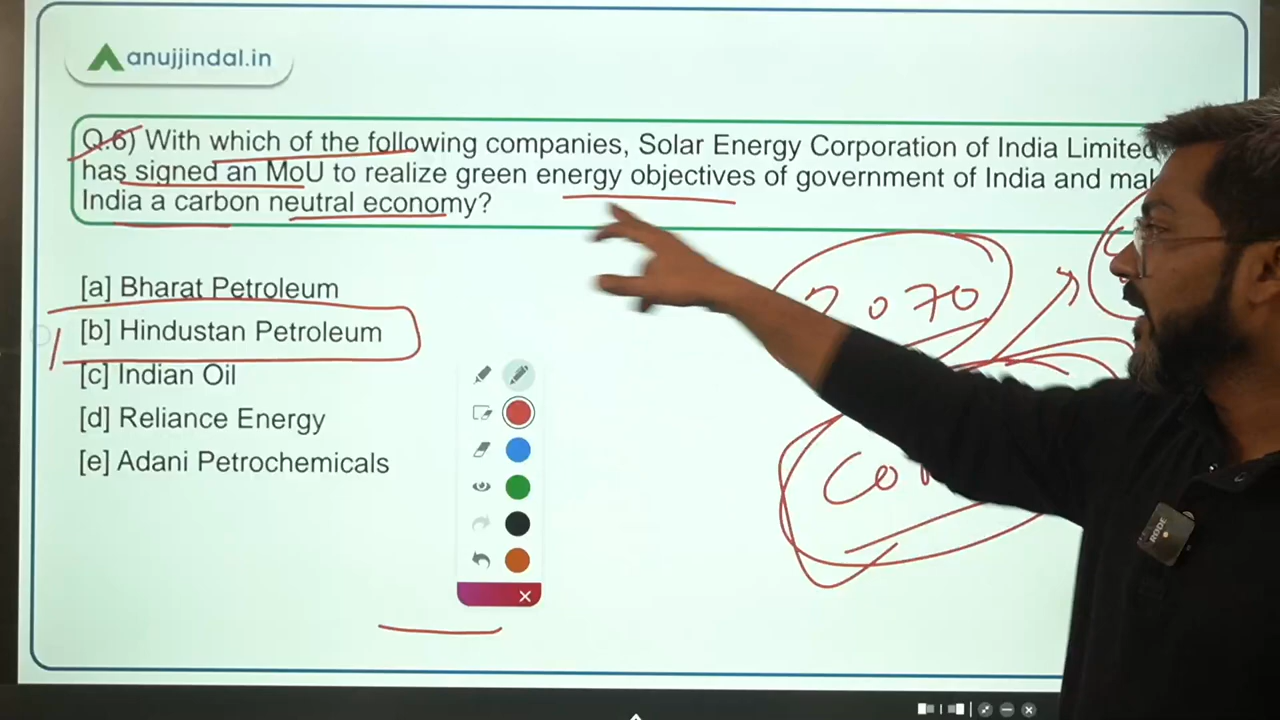 anujjindal.in
Q.6) With which of the following companies, Solar Energy Corporation of India Limited
has signed an MoU to realize green energy objectives of government of India and
India a carbon neutral economy?
[a] Bharat Petroleum
2070
[b] Hindustan Petroleum
[c] Indian Oil
[d] Reliance Energy
[e] Adani Petrochemicals
RODE